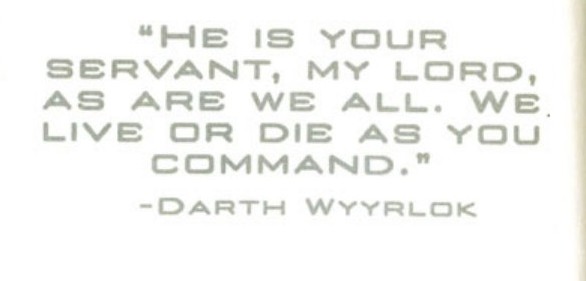 "HE IS YOUR
SERVANT, MY LORD,
AS ARE WE ALL. WE
LIVE OR DIE AS YOU
COMMAND."
-DARTH WYYRLOK